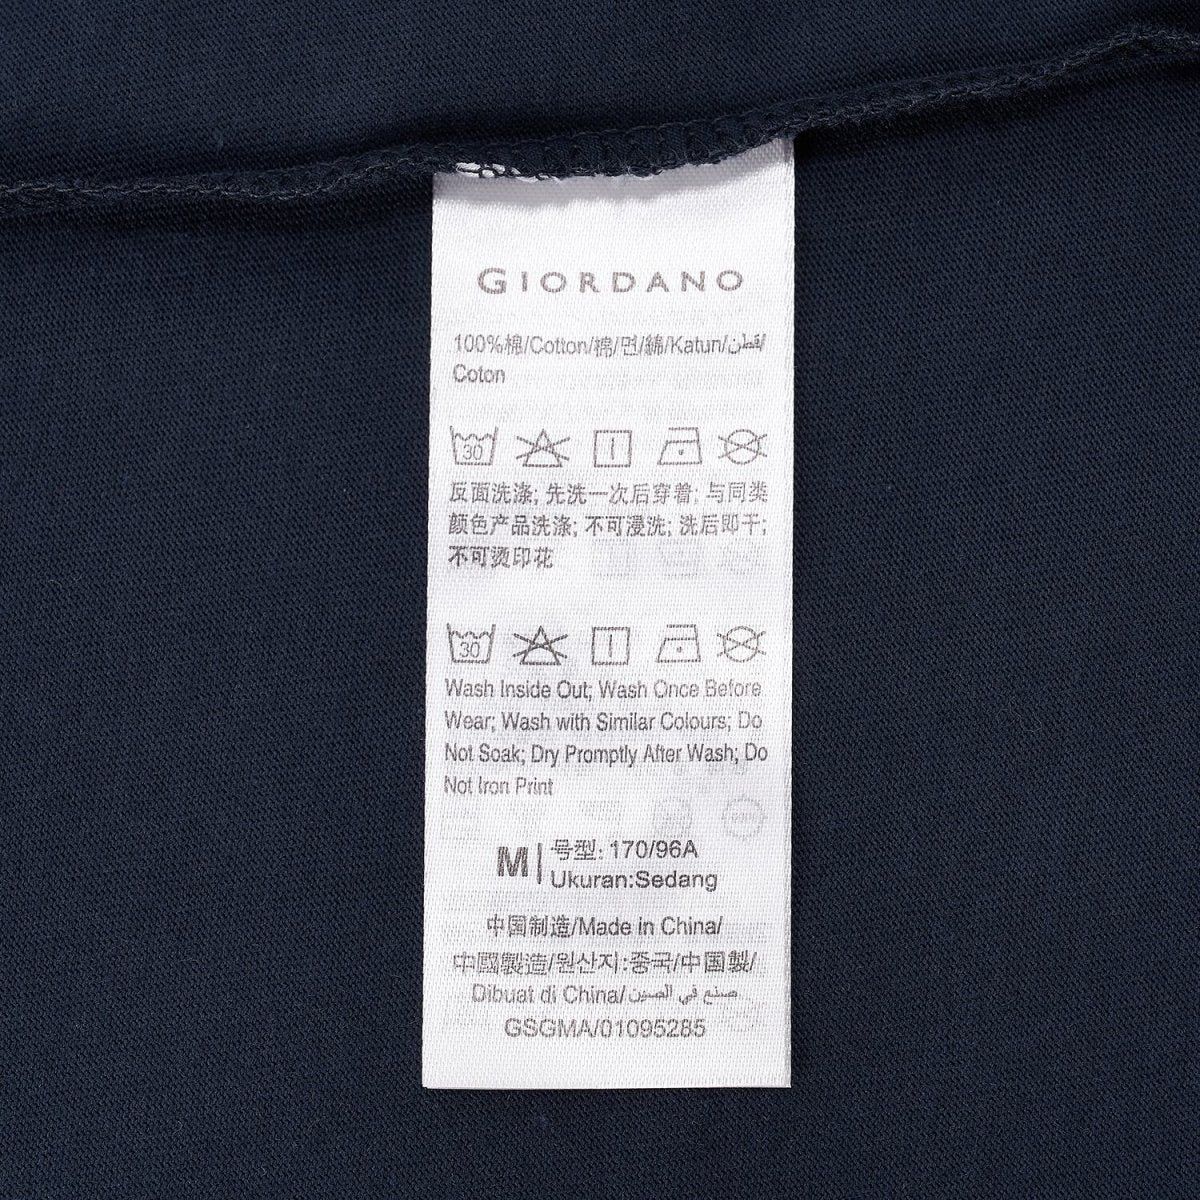 GIORDANO
100%棉/Cotton/棉/면/綿/Katun/قطن/
Coton
30
反面洗涤; 先洗一次后穿着; 与同类
颜色产品洗涤; 不可浸洗; 洗后即干;
不可烫印花
30
Wash Inside Out; Wash Once Before
Wear; Wash with Similar Colours; Do
Not Soak; Dry Promptly After Wash; Do
Not Iron Print
M 号型: 170/96A
Ukuran:Sedang
中国制造/Made in China/
中國製造/원산지:중국/中国製/
Dibuat di China/صنع في الصين
GSGMA/01095285